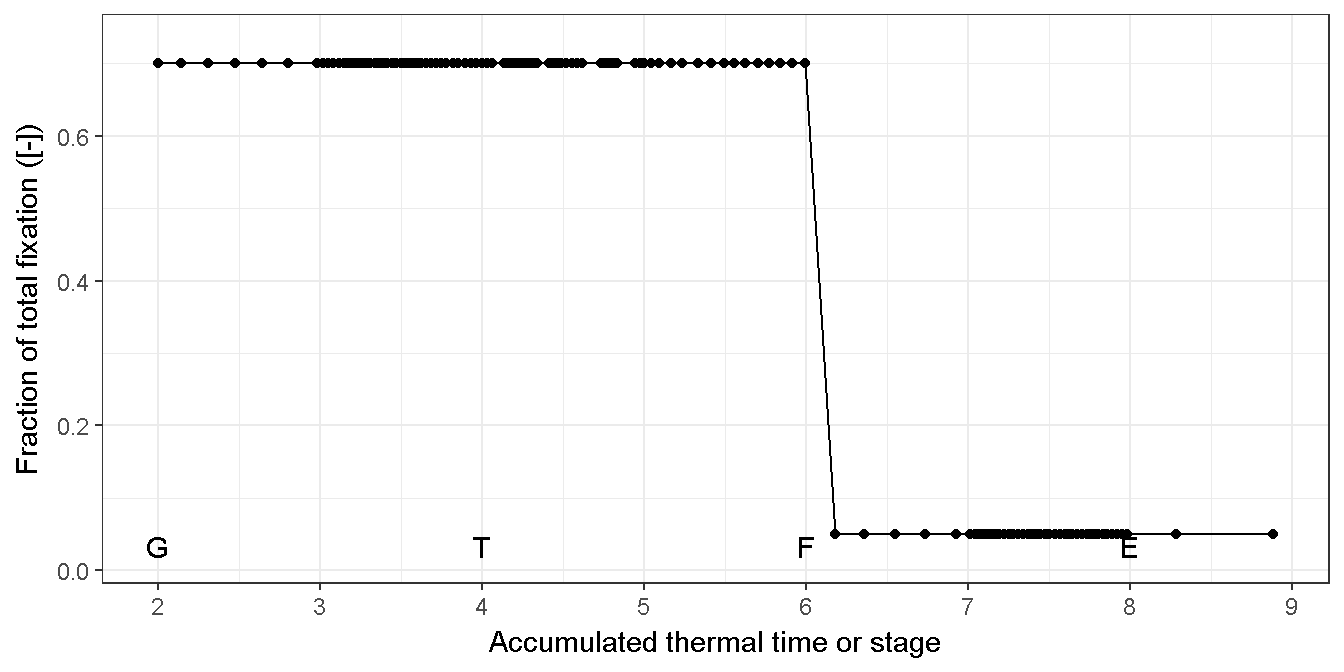 Fraction of total fixation ([-])
0.6
0.4
0.2
0.0
G T F E
2 3 4 5 6 7 8 9
Accumulated thermal time or stage